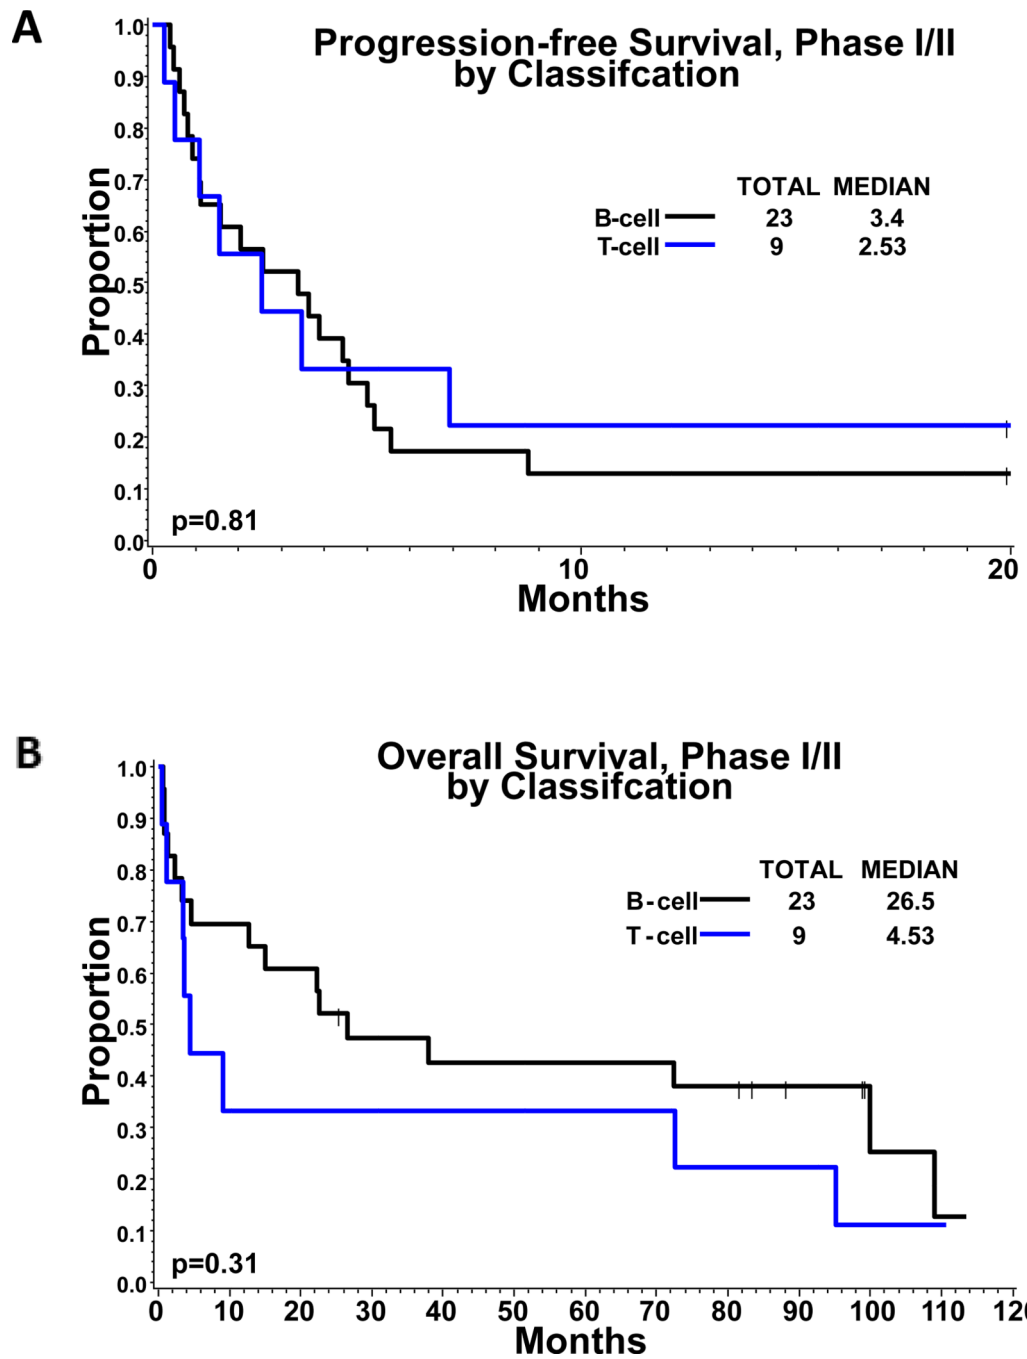 A
Progression-free Survival, Phase I/II
by Classifcation
1.0
0.9
0.8
0.7
0.6
0.5
0.4
0.3
0.2
0.1
0.0
Proportion
TOTAL MEDIAN
B-cell 23 3.4
T-cell 9 2.53
p=0.81
0 10 20
Months
B
Overall Survival, Phase I/II
by Classifcation
1.0
0.9
0.8
0.7
0.6
0.5
0.4
0.3
0.2
0.1
0.0
Proportion
TOTAL MEDIAN
B-cell 23 26.5
T-cell 9 4.53
p=0.31
0 10 20 30 40 50 60 70 80 90 100 110 120
Months